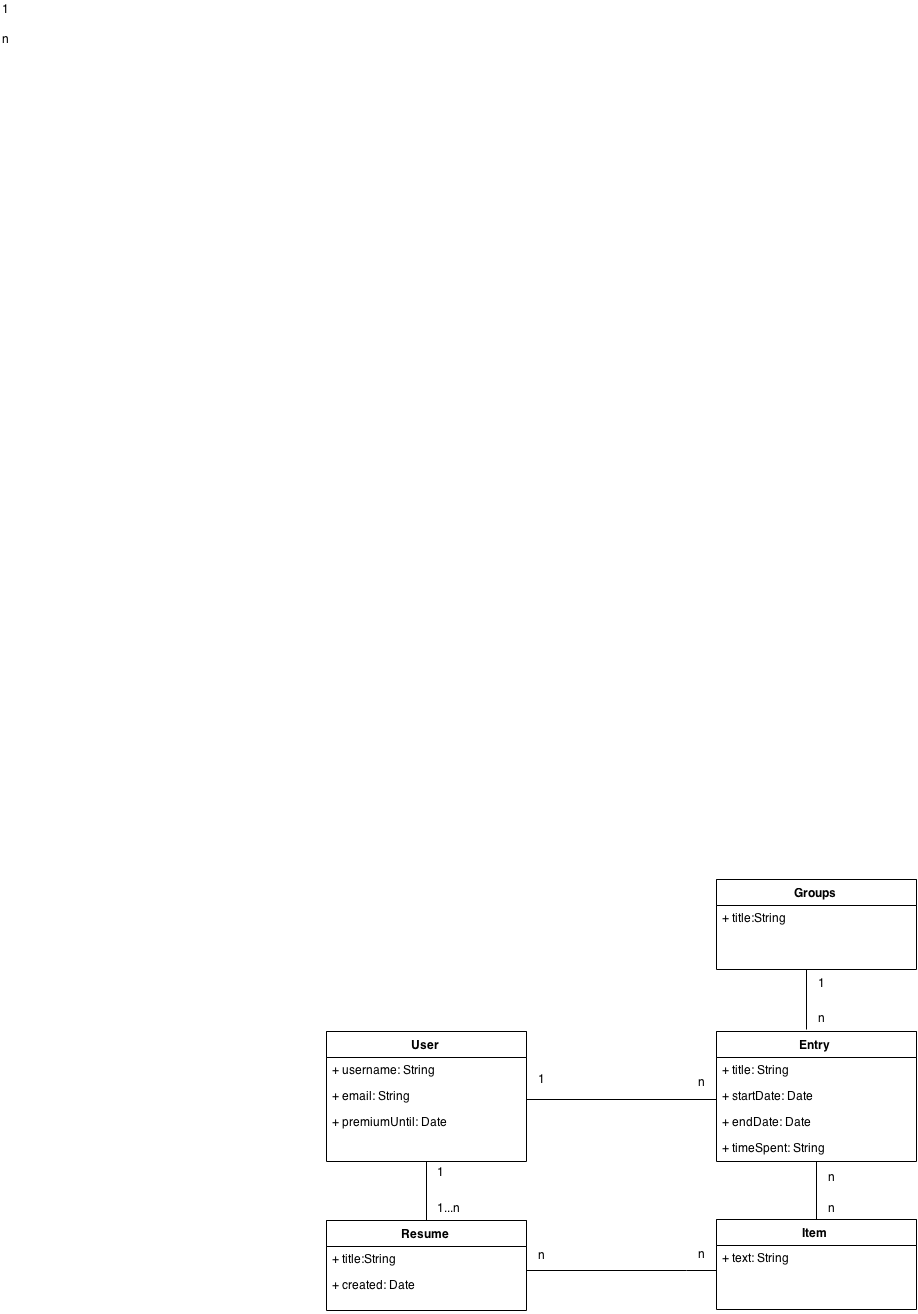 1
n
Groups
+ title:String
1
n
User
+ username: String
+ email: String
+ premiumUntil: Date
1
n
Entry
+ title: String
+ startDate: Date
+ endDate: Date
+ timeSpent: String
1
1...n
n
n
Resume
+ title:String
+ created: Date
n
n
Item
+ text: String